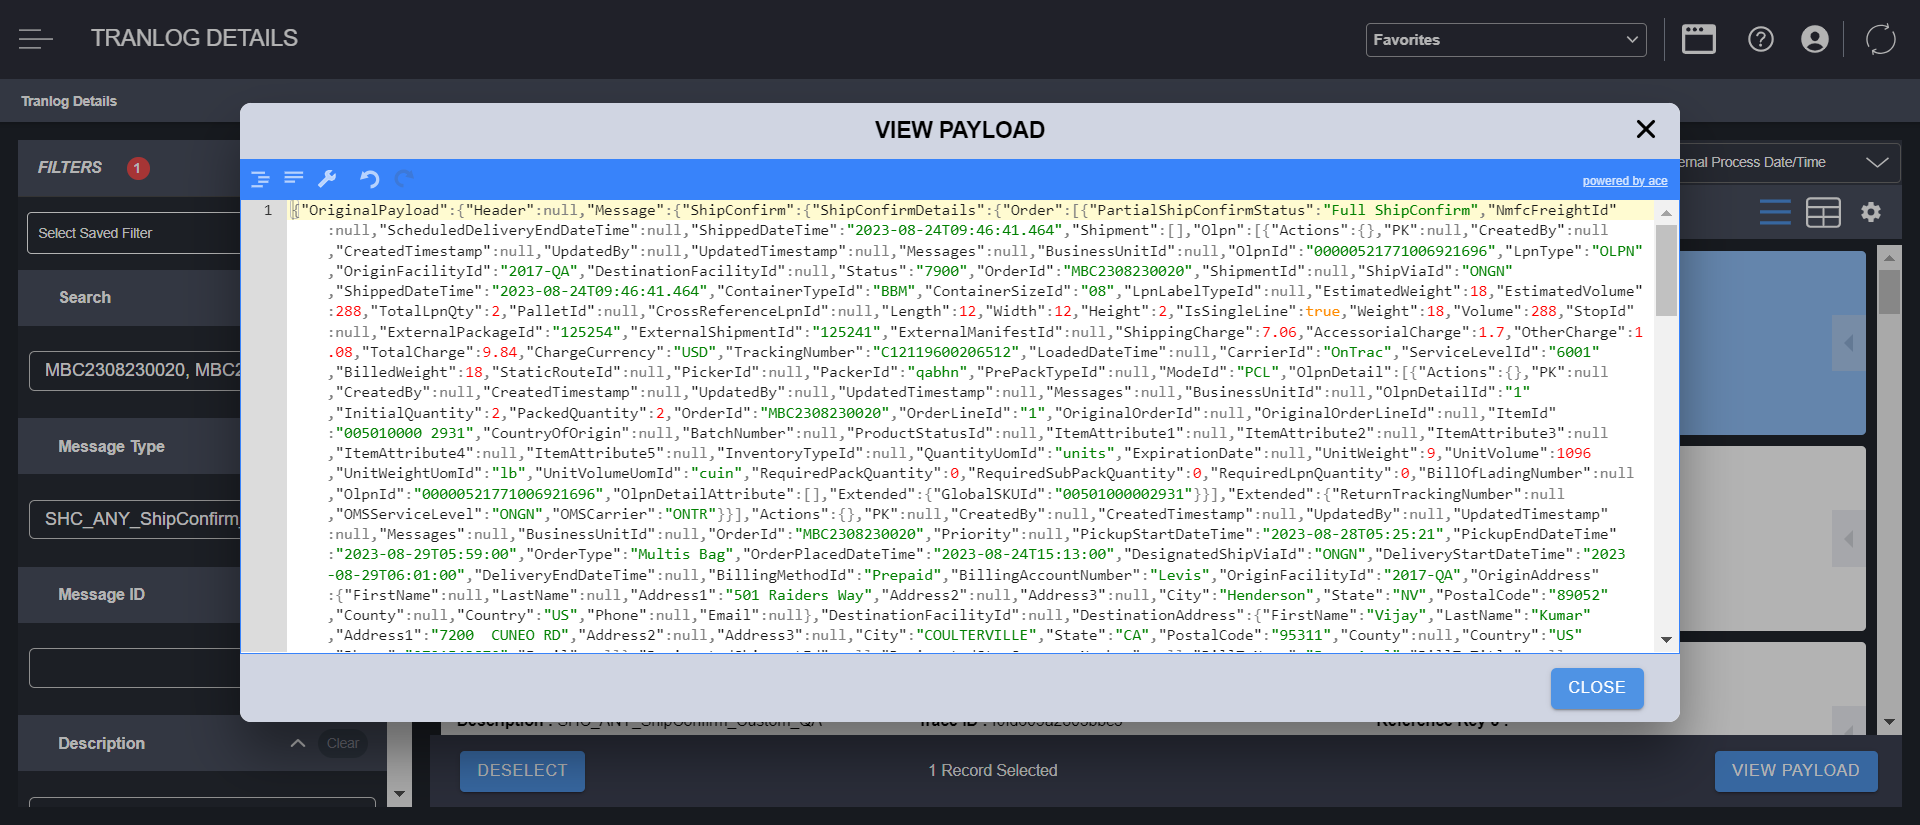 TRANLOG DETAILS
Favorites
Tranlog Details
VIEW PAYLOAD
FILTERS 1
ernal Process Date/Time
powered by ace
Select Saved Filter
Search
MBC2308230020, MBC2
Message Type
SHC_ANY_ShipConfirm_
Message ID
Description
Clear
1 {"OriginalPayload":{"Header":null,"Message":{"ShipConfirm":{"ShipConfirmDetails":{"Order":[{"PartialShipConfirmStatus":"Full ShipConfirm","NmfcFreightId"
:null,"ScheduledDeliveryEndDateTime":null,"ShippedDateTime":"2023-08-24T09:46:41.464","Shipment":[],"Olpn":[{"Actions":{},"PK":null,"CreatedBy":null
,"CreatedTimestamp":null,"UpdatedBy":null,"UpdatedTimestamp":null,"Messages":null,"BusinessUnitId":null,"OlpnId":"00000521771006921696","LpnType":"OLPN"
,"OriginFacilityId":"2017-QA","DestinationFacilityId":null,"Status":"7900","OrderId":"MBC2308230020","ShipmentId":null,"ShipViaId":"ONGN"
,"ShippedDateTime":"2023-08-24T09:46:41.464","ContainerTypeId":"BBM","ContainerSizeId":"08","LpnLabelTypeId":null,"EstimatedWeight":18,"EstimatedVolume"
:288,"TotalLpnQty":2,"PalletId":null,"CrossReferenceLpnId":null,"Length":12,"Width":12,"Height":2,"IsSingleLine":true,"Weight":18,"Volume":288,"StopId"
:null,"ExternalPackageId":"125254","ExternalShipmentId":"125241","ExternalManifestId":null,"ShippingCharge":7.06,"AccessorialCharge":1.7,"OtherCharge":1
.08,"TotalCharge":9.84,"ChargeCurrency":"USD","TrackingNumber":"C12119600206512","LoadedDateTime":null,"CarrierId":"OnTrac","ServiceLevelId":"6001"
,"BilledWeight":18,"StaticRouteId":null,"PickerId":null,"PackerId":"qabhn","PrePackTypeId":null,"ModeId":"PCL","OlpnDetail":[{"Actions":{},"PK":null
,"CreatedBy":null,"CreatedTimestamp":null,"UpdatedBy":null,"UpdatedTimestamp":null,"Messages":null,"BusinessUnitId":null,"OlpnDetailId":"1"
,"InitialQuantity":2,"PackedQuantity":2,"OrderId":"MBC2308230020","OrderLineId":"1","OriginalOrderId":null,"OriginalOrderLineId":null,"ItemId"
:"005010000 2931","CountryOfOrigin":null,"BatchNumber":null,"ProductStatusId":null,"ItemAttribute1":null,"ItemAttribute2":null,"ItemAttribute3":null
,"ItemAttribute4":null,"ItemAttribute5":null,"InventoryTypeId":null,"QuantityUomId":"units","ExpirationDate":null,"UnitWeight":9,"UnitVolume":1096
,"UnitWeightUomId":"lb","UnitVolumeUomId":"cuin","RequiredPackQuantity":0,"RequiredSubPackQuantity":0,"RequiredLpnQuantity":0,"BillOfLadingNumber":null
,"OlpnId":"00000521771006921696","OlpnDetailAttribute":[],"Extended":{"GlobalSKUId":"00501000002931"}}],"Extended":{"ReturnTrackingNumber":null
,"OMSServiceLevel":"ONGN","OMSCarrier":"ONTR"}}],"Actions":{},"PK":null,"CreatedBy":null,"CreatedTimestamp":null,"UpdatedBy":null,"UpdatedTimestamp"
:null,"Messages":null,"BusinessUnitId":null,"OrderId":"MBC2308230020","Priority":null,"PickupStartDateTime":"2023-08-28T05:25:21","PickupEndDateTime"
:"2023-08-29T05:59:00","OrderType":"Multis Bag","OrderPlacedDateTime":"2023-08-24T15:13:00","DesignatedShipViaId":"ONGN","DeliveryStartDateTime":"2023
-08-29T06:01:00","DeliveryEndDateTime":null,"BillingMethodId":"Prepaid","BillingAccountNumber":"Levis","OriginFacilityId":"2017-QA","OriginAddress"
:{"FirstName":null,"LastName":null,"Address1":"501 Raiders Way","Address2":null,"Address3":null,"City":"Henderson","State":"NV","PostalCode":"89052"
,"County":null,"Country":"US","Phone":null,"Email":null},"DestinationFacilityId":null,"DestinationAddress":{"FirstName":"Vijay","LastName":"Kumar"
,"Address1":"7200  CUNEO RD","Address2":null,"Address3":null,"City":"COULTERVILLE","State":"CA","PostalCode":"95311","County":null,"Country":"US"
CLOSE
DESELECT
1 Record Selected
VIEW PAYLOAD